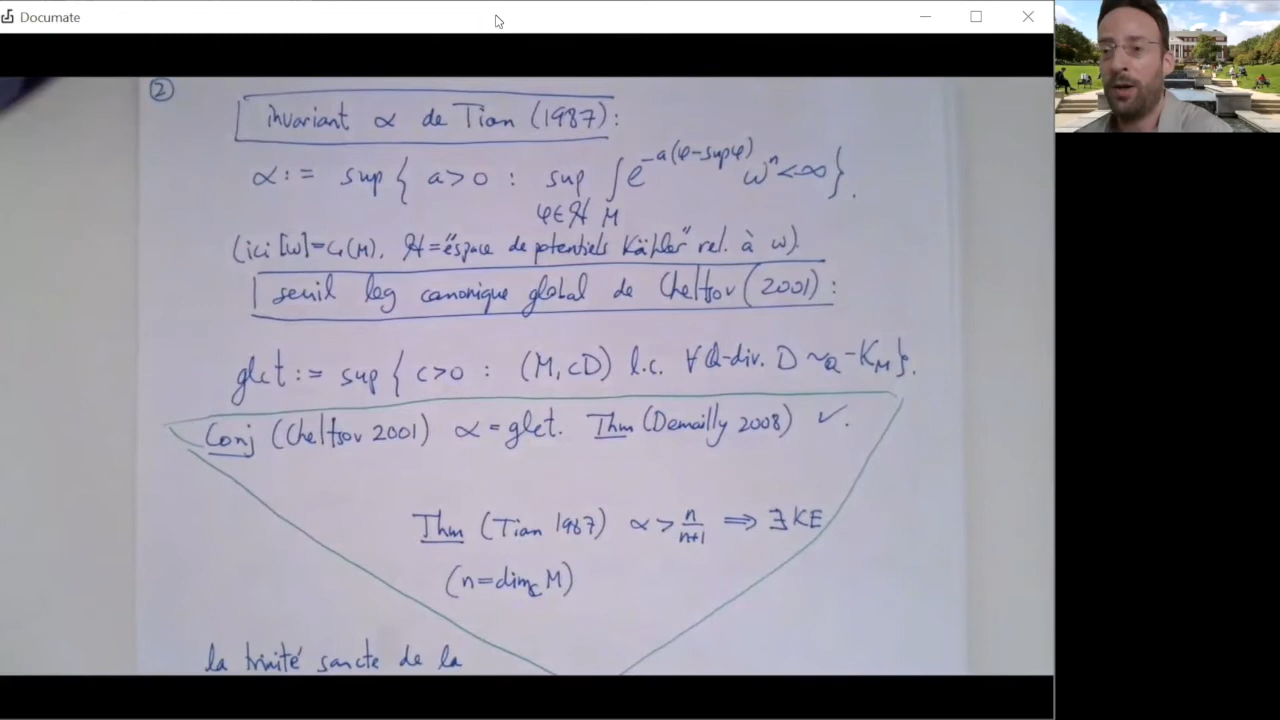 Documate
②
invariant α de Tian (1987):
α := sup { a>0 : sup ∫ e^{-a(φ-supφ)} ω^n < ∞ }.
φ∈ℋ M
(ici [ω]=c₁(M), ℋ="espace de potentiels Kähler" rel. à ω).
seuil log canonique global de Cheltsov (2001):
glct := sup { c>0 : (M, cD) l.c. ∀ ℚ-div. D ~_ℚ -K_M }.
Conj (Cheltsov 2001) α = glct. Thm (Demailly 2008) ✓.
Thm (Tian 1987) α > n/(n+1) ⟹ ∃ KE
(n=dim_ℂ M)
la trinité sancte de la